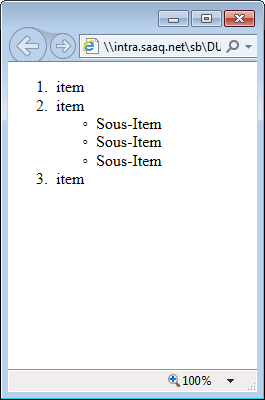 \\intra.saaq.net\sb\DU
1. item
2. item
◦ Sous-Item
◦ Sous-Item
◦ Sous-Item
3. item
100%